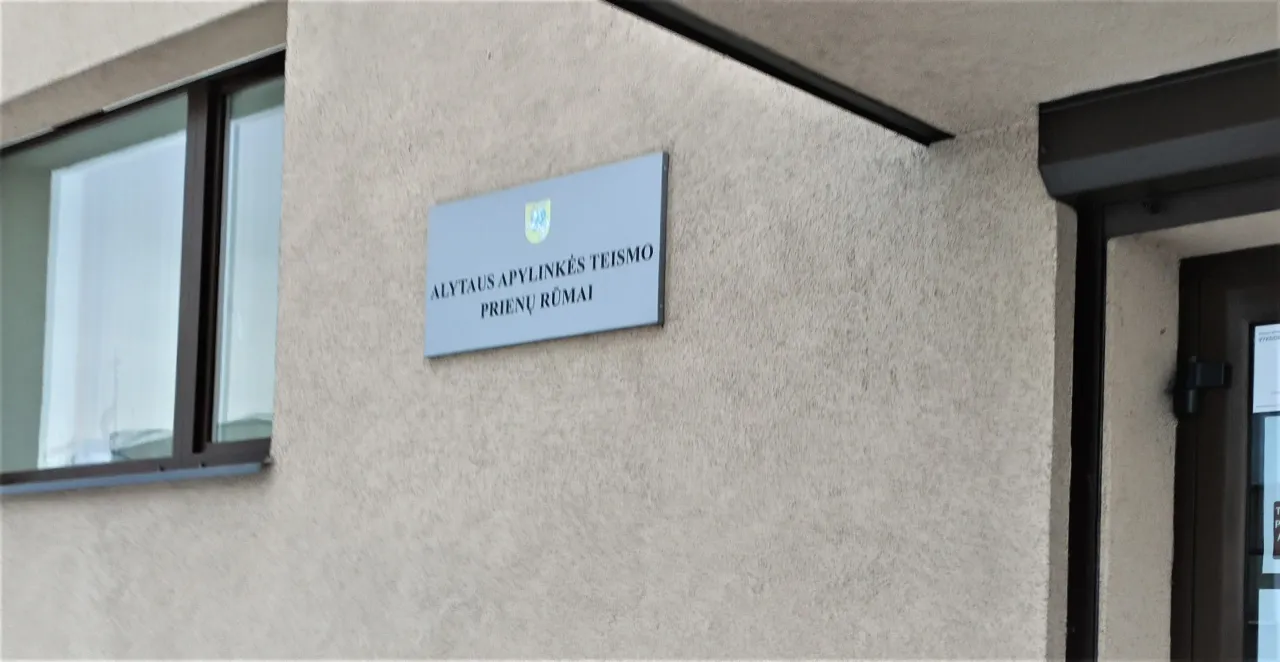 ALYTAUS APYLINKĖS TEISMO
PRIENŲ RŪMAI